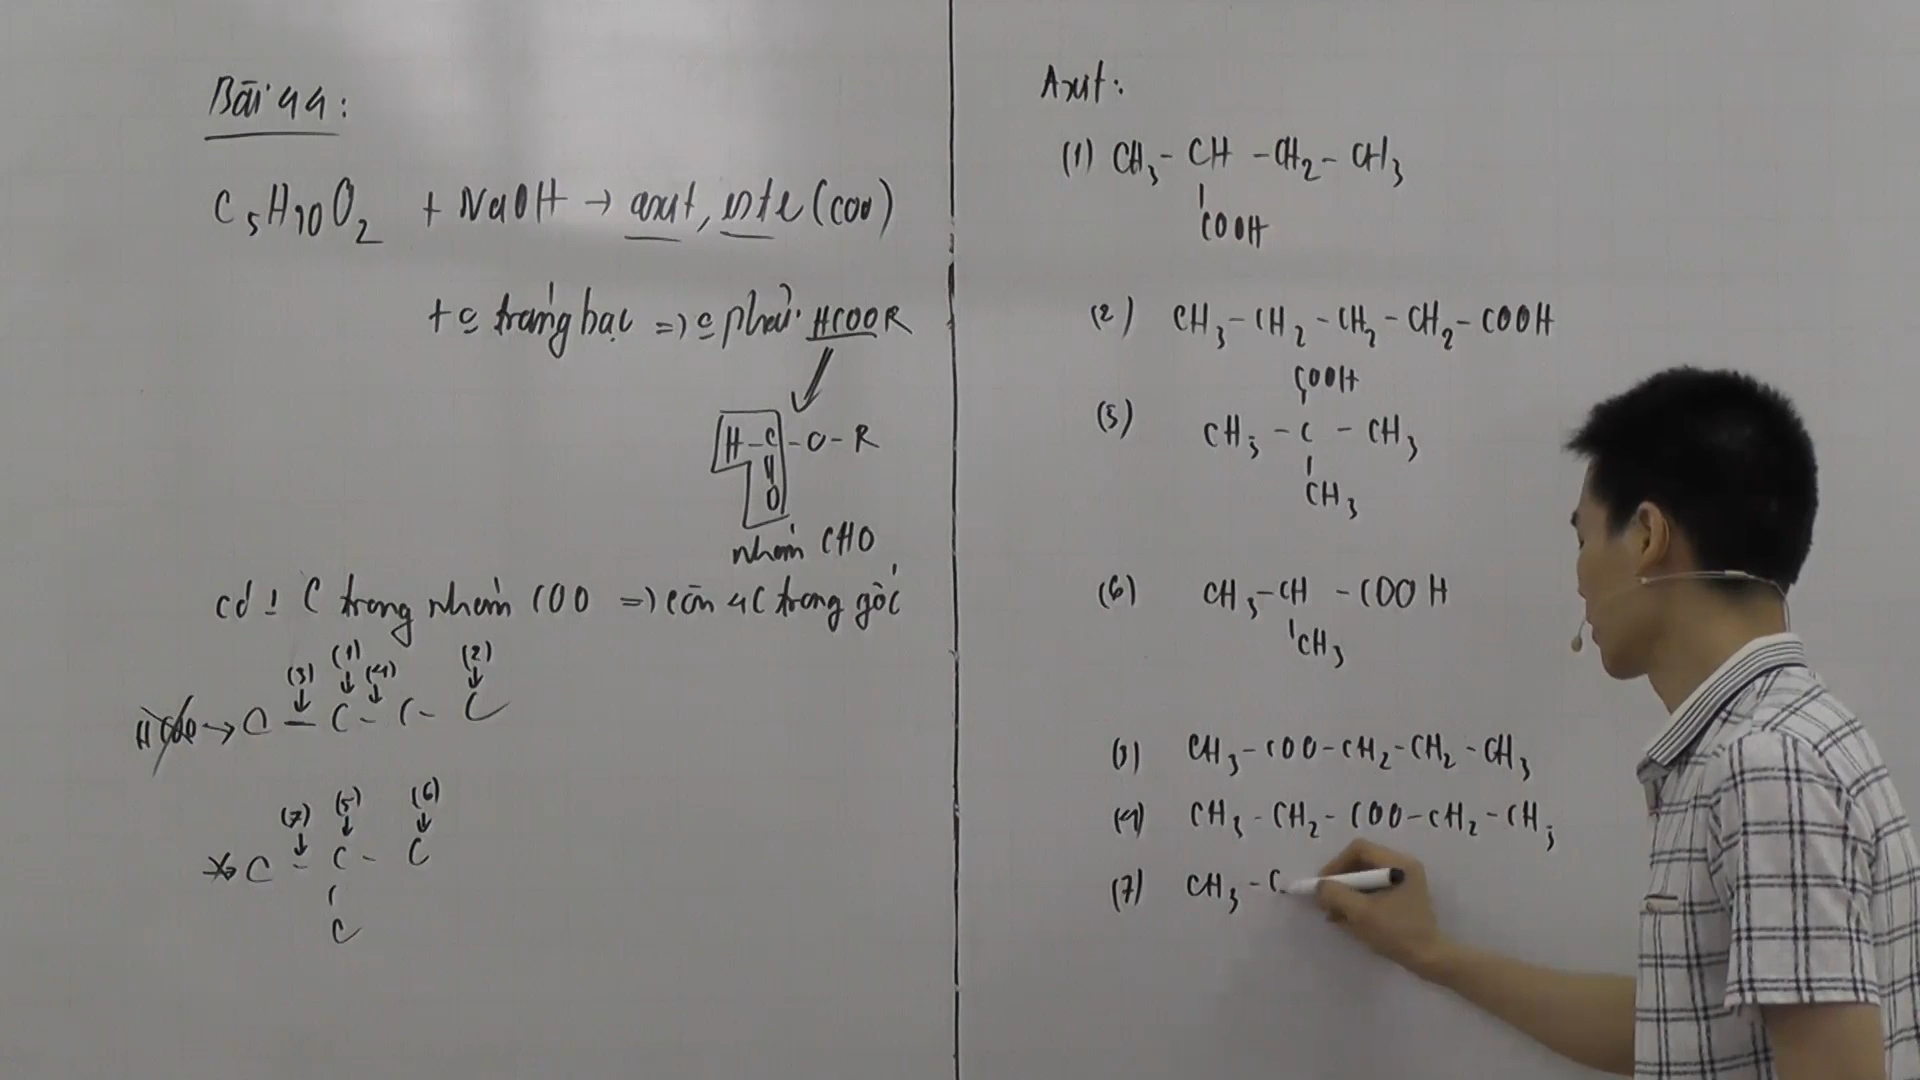 Bài 44:
C5H10O2 + NaOH → axit, este (COO)
+ c tráng bạc => c phải HCOOR
H-C-O-R
O
nhóm CHO
có 1 C trong nhóm COO => còn 4C trong gốc
(3) (1) (4) (2)
HCOO → C - C - C - C
(7) (5) (6)
C - C - C
C
Axit:
(1) CH3 - CH - CH2 - CH3
COOH
(2) CH3 - CH2 - CH2 - CH2 - COOH
COOH
(5) CH3 - C - CH3
CH3
(6) CH3 - CH - COOH
CH3
(3) CH3 - COO - CH2 - CH2 - CH3
(4) CH3 - CH2 - COO - CH2 - CH3
(7) CH3 - C